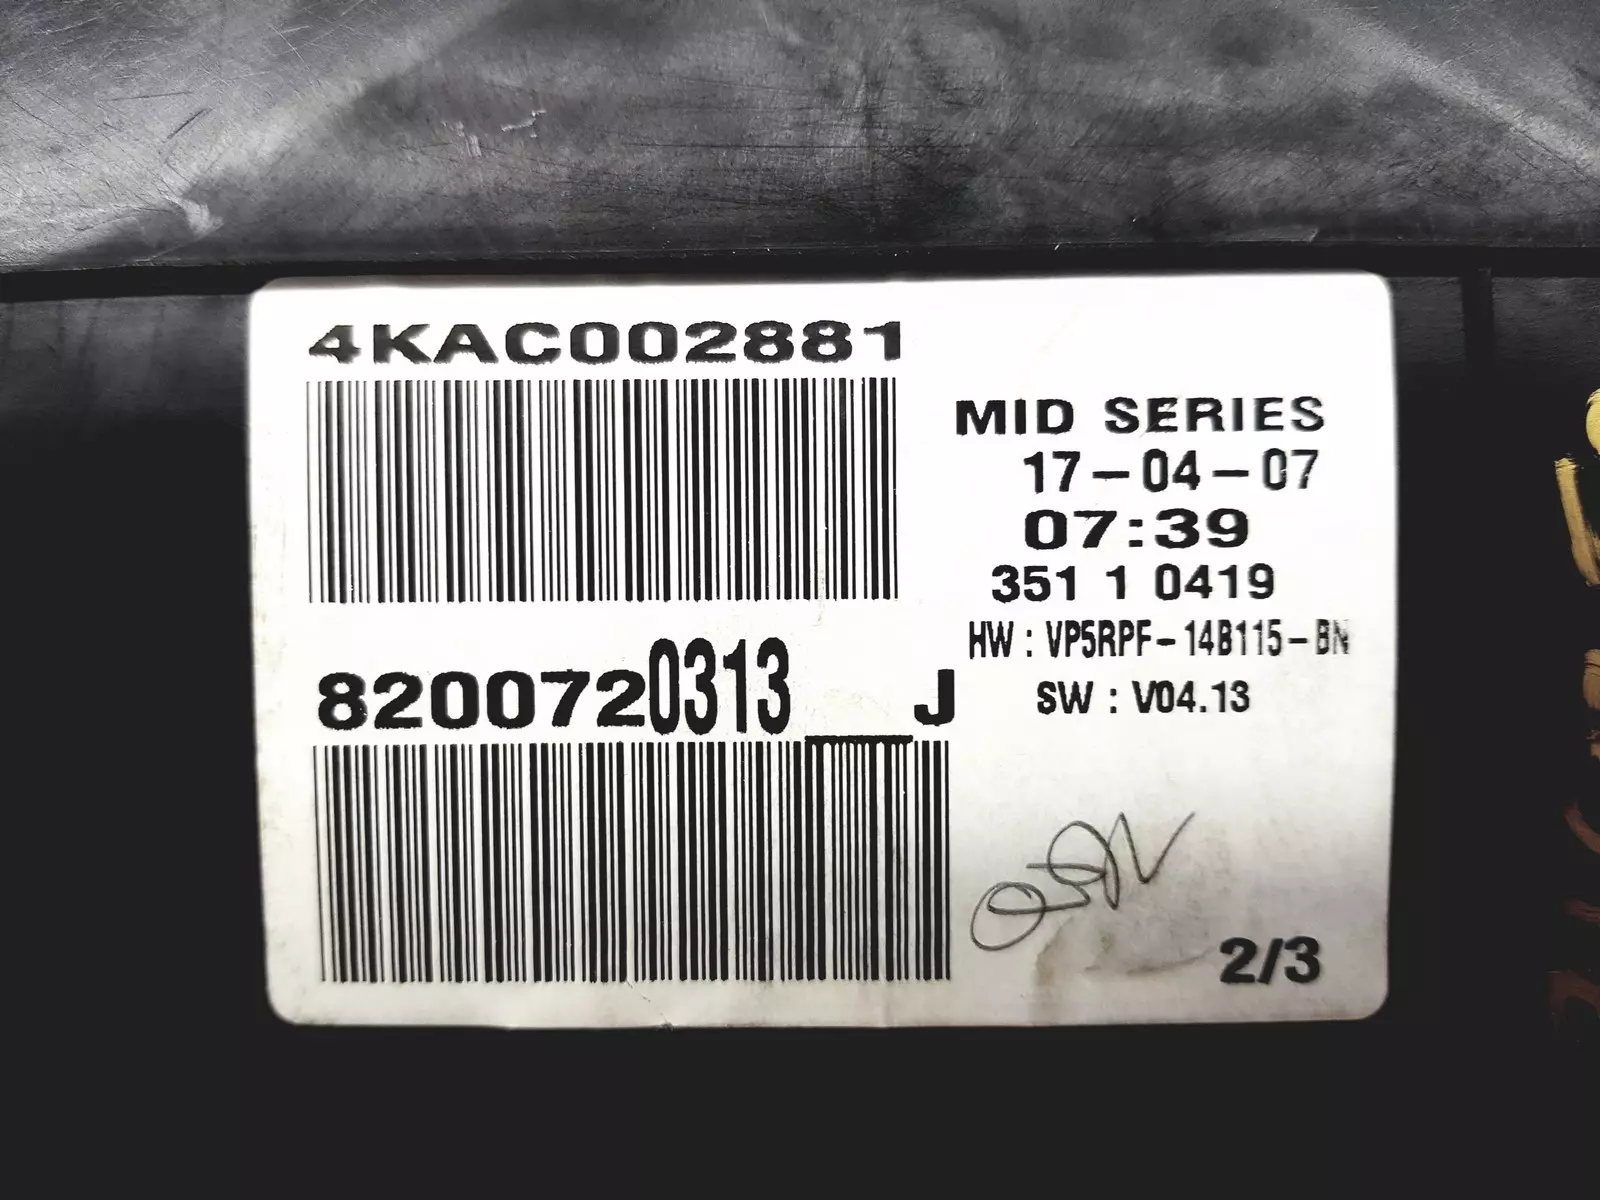 4KAC002881
MID SERIES
17-04-07
07:39
351 1 0419
HW : VP5RPF-14B115-BN
SW : V04.13
8200720313___J
2/3